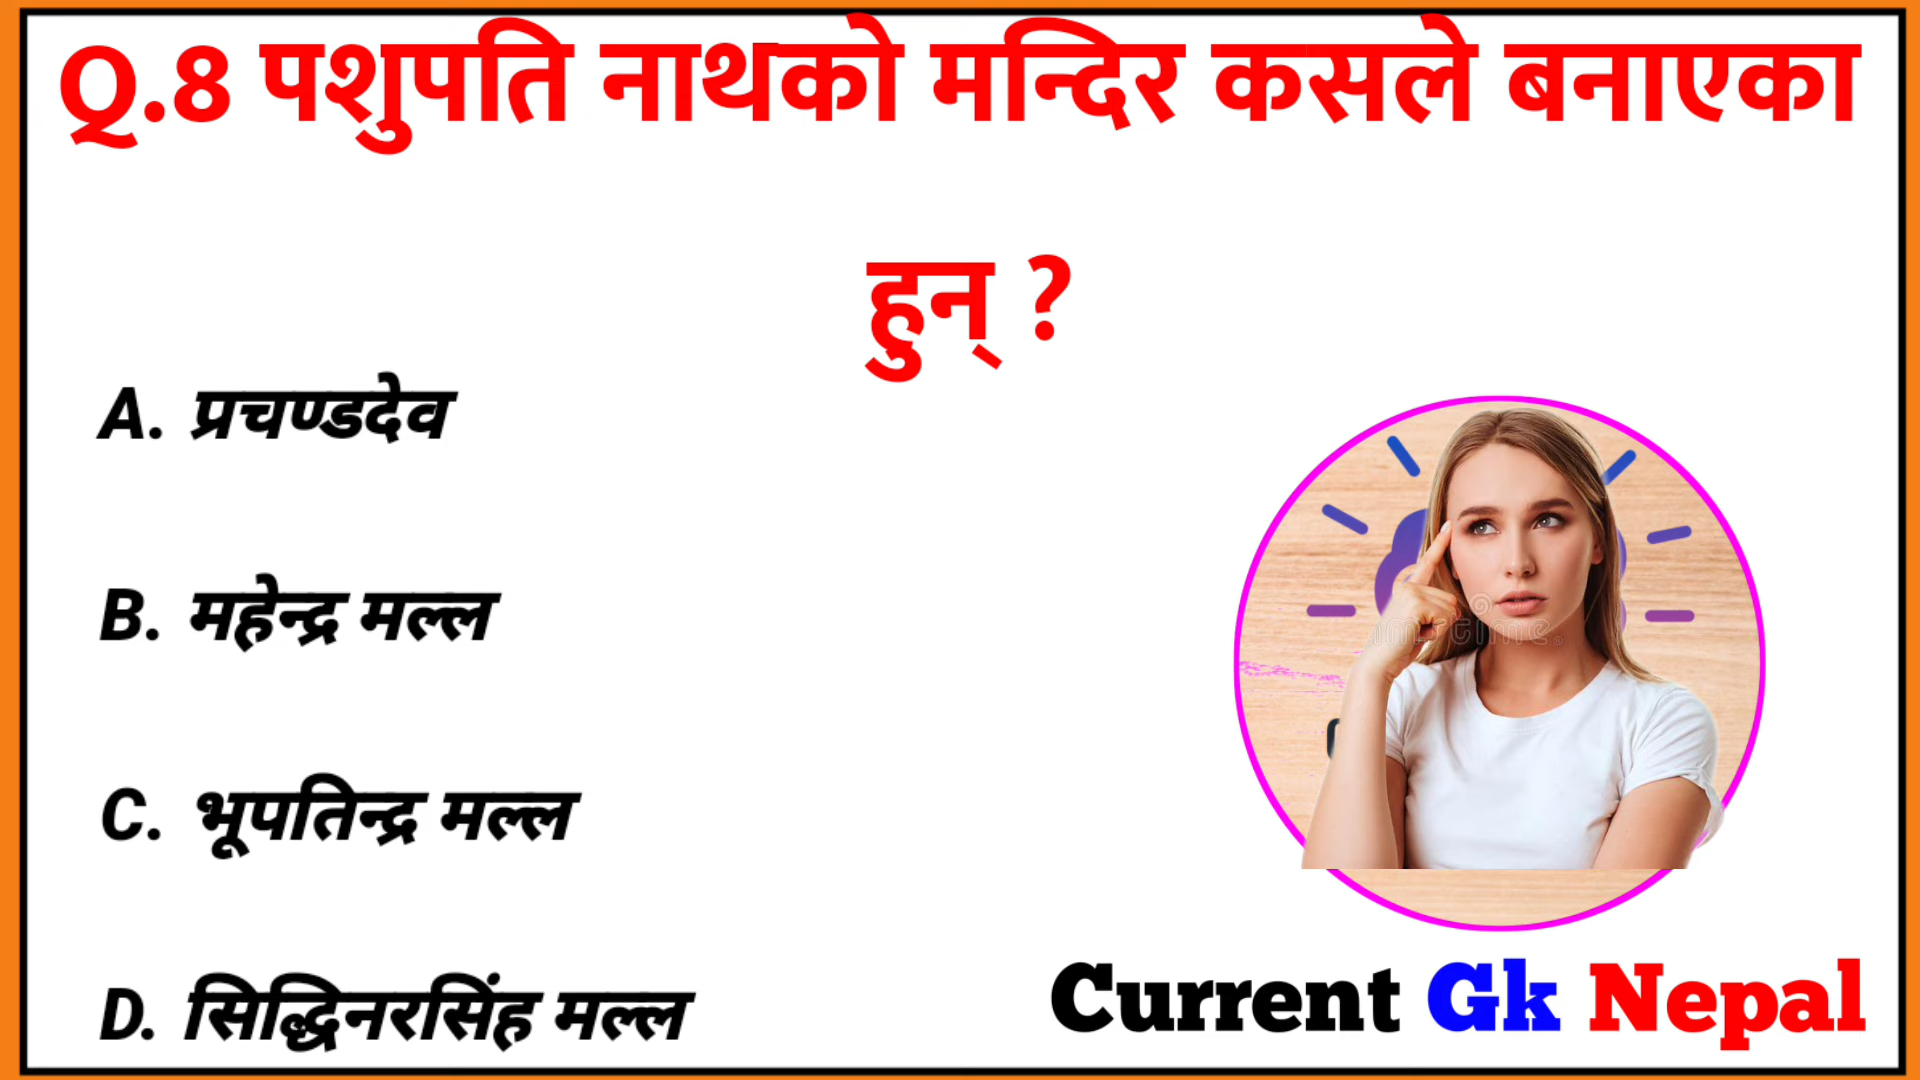 Q.8 पशुपति नाथको मन्दिर कसले बनाएका
हुन् ?
A. प्रचण्डदेव
B. महेन्द्र मल्ल
C. भूपतिन्द्र मल्ल
D. सिद्धिनरसिंह मल्ल
Current Gk Nepal